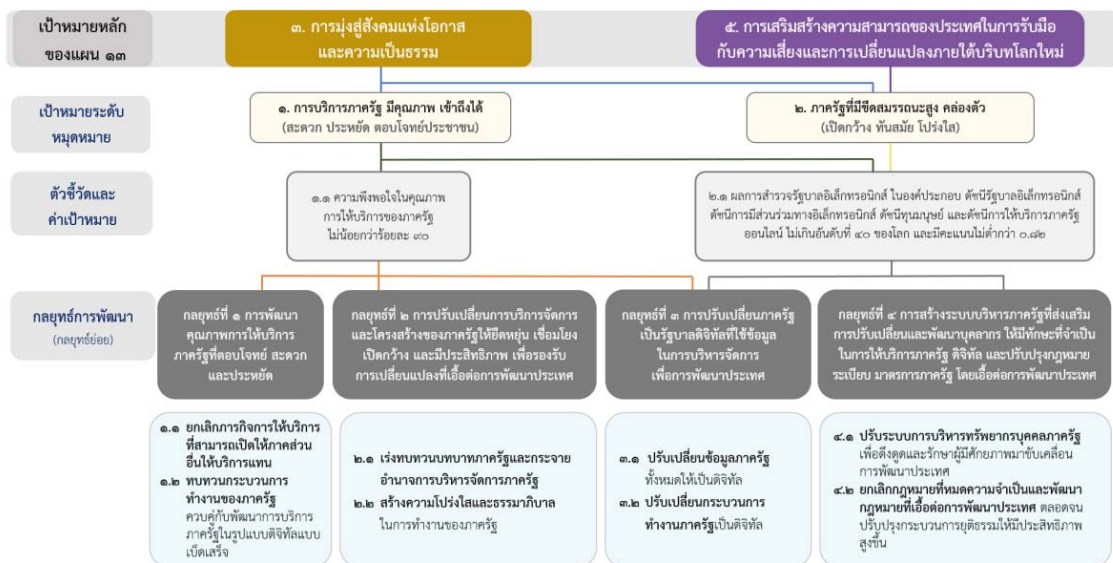 เป้าหมายหลัก
ของแผน ๑๓
๓. การมุ่งสู่สังคมแห่งโอกาส
และความเป็นธรรม
๕. การเสริมสร้างความสามารถของประเทศในการรับมือ
กับความเสี่ยงและการเปลี่ยนแปลงภายใต้บริบทโลกใหม่
เป้าหมายระดับ
หมุดหมาย
๑. การบริการภาครัฐ มีคุณภาพ เข้าถึงได้
(สะดวก ประหยัด ตอบโจทย์ประชาชน)
๒. ภาครัฐที่มีขีดสมรรถนะสูง คล่องตัว
(เปิดกว้าง ทันสมัย โปร่งใส)
ตัวชี้วัดและ
ค่าเป้าหมาย
๑.๑ ความพึงพอใจในคุณภาพ
การให้บริการของภาครัฐ
ไม่น้อยกว่าร้อยละ ๙๐
๒.๑ ผลการสำรวจรัฐบาลอิเล็กทรอนิกส์ ในองค์ประกอบ ดัชนีรัฐบาลอิเล็กทรอนิกส์
ดัชนีการมีส่วนร่วมทางอิเล็กทรอนิกส์ ดัชนีทุนมนุษย์ และดัชนีการให้บริการภาครัฐ
ออนไลน์ ไม่เกินอันดับที่ ๔๐ ของโลก และมีคะแนนไม่ต่ำกว่า ๐.๘๒
กลยุทธ์การพัฒนา
(กลยุทธ์ย่อย)
กลยุทธ์ที่ ๑ การพัฒนา
คุณภาพการให้บริการ
ภาครัฐที่ตอบโจทย์ สะดวก
และประหยัด
กลยุทธ์ที่ ๒ การปรับเปลี่ยนการบริหารจัดการ
และโครงสร้างของภาครัฐให้ยืดหยุ่น เชื่อมโยง
เปิดกว้าง และมีประสิทธิภาพ เพื่อรองรับ
การเปลี่ยนแปลงที่เอื้อต่อการพัฒนาประเทศ
กลยุทธ์ที่ ๓ การปรับเปลี่ยนภาครัฐ
เป็นรัฐบาลดิจิทัลที่ใช้ข้อมูล
ในการบริหารจัดการ
เพื่อการพัฒนาประเทศ
กลยุทธ์ที่ ๔ การสร้างระบบบริหารภาครัฐที่ส่งเสริม
การปรับเปลี่ยนและพัฒนาบุคลากร ให้มีทักษะที่จำเป็น
ในการให้บริการภาครัฐ ดิจิทัล และปรับปรุงกฎหมาย
ระเบียบ มาตรการภาครัฐ โดยเอื้อต่อการพัฒนาประเทศ
๑.๑ ยกเลิกภารกิจการให้บริการ
ที่สามารถเปิดให้ภาคส่วน
อื่นให้บริการแทน
๑.๒ ทบทวนกระบวนการ
ทำงานของภาครัฐ
ควบคู่กับพัฒนาการบริการ
ภาครัฐในรูปแบบดิจิทัลแบบ
เบ็ดเสร็จ
๒.๑ เร่งทบทวนบทบาทภาครัฐและกระจาย
อำนาจการบริหารจัดการภาครัฐ
๒.๒ สร้างความโปร่งใสและธรรมาภิบาล
ในการทำงานของภาครัฐ
๓.๑ ปรับเปลี่ยนข้อมูลภาครัฐ
ทั้งหมดให้เป็นดิจิทัล
๓.๒ ปรับเปลี่ยนกระบวนการ
ทำงานภาครัฐเป็นดิจิทัล
๔.๑ ปรับระบบการบริหารทรัพยากรบุคคลภาครัฐ
เพื่อดึงดูดและรักษาผู้มีศักยภาพมาขับเคลื่อน
การพัฒนาประเทศ
๔.๒ ยกเลิกกฎหมายที่หมดความจำเป็นและพัฒนา
กฎหมายที่เอื้อต่อการพัฒนาประเทศ ตลอดจน
ปรับปรุงกระบวนการยุติธรรมให้มีประสิทธิภาพ
สูงขึ้น